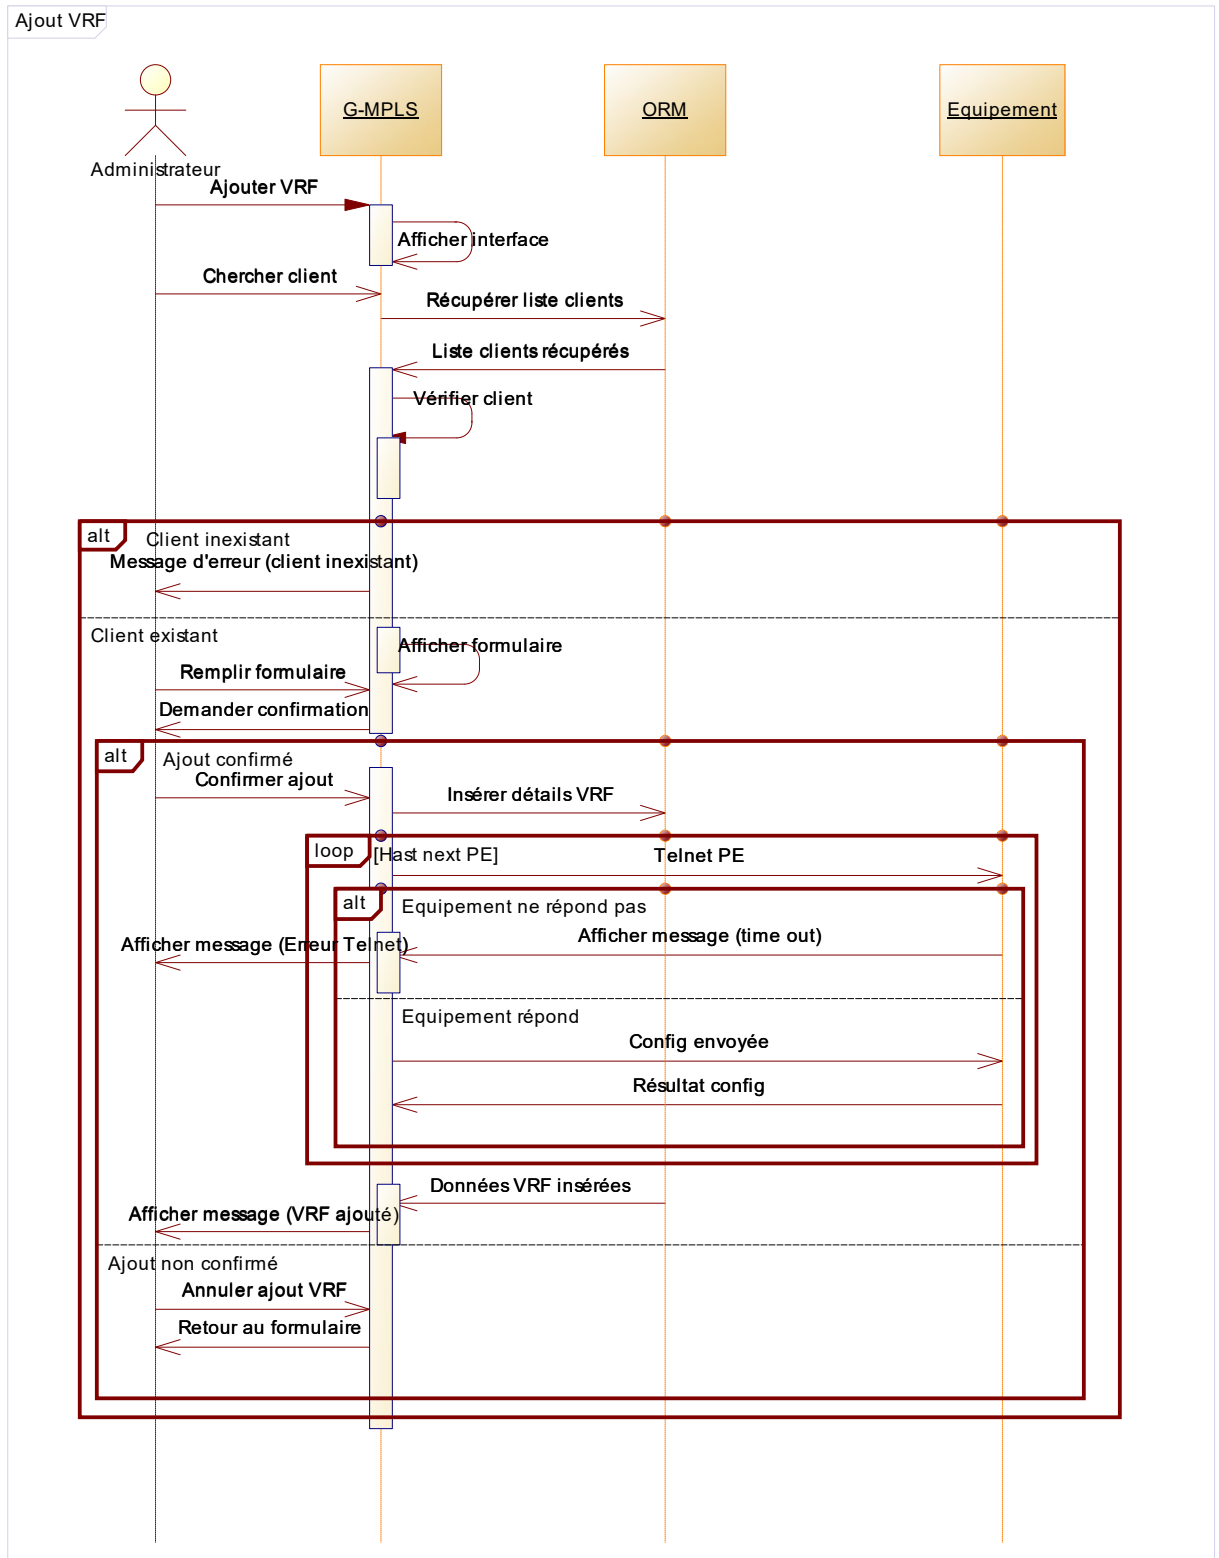 Ajout VRF
G-MPLS
ORM
Equipement
Administrateur
Ajouter VRF
Afficher interface
Chercher client
Récupérer liste clients
Liste clients récupérés
Vérifier client
alt
Client inexistant
Message d'erreur (client inexistant)
Client existant
Afficher formulaire
Remplir formulaire
Demander confirmation
alt
Ajout confirmé
Confirmer ajout
Insérer détails VRF
loop
[Hast next PE]
Telnet PE
alt
Equipement ne répond pas
Afficher message (time out)
Afficher message (Erreur Telnet)
Equipement répond
Config envoyée
Résultat config
Données VRF insérées
Afficher message (VRF ajouté)
Ajout non confirmé
Annuler ajout VRF
Retour au formulaire